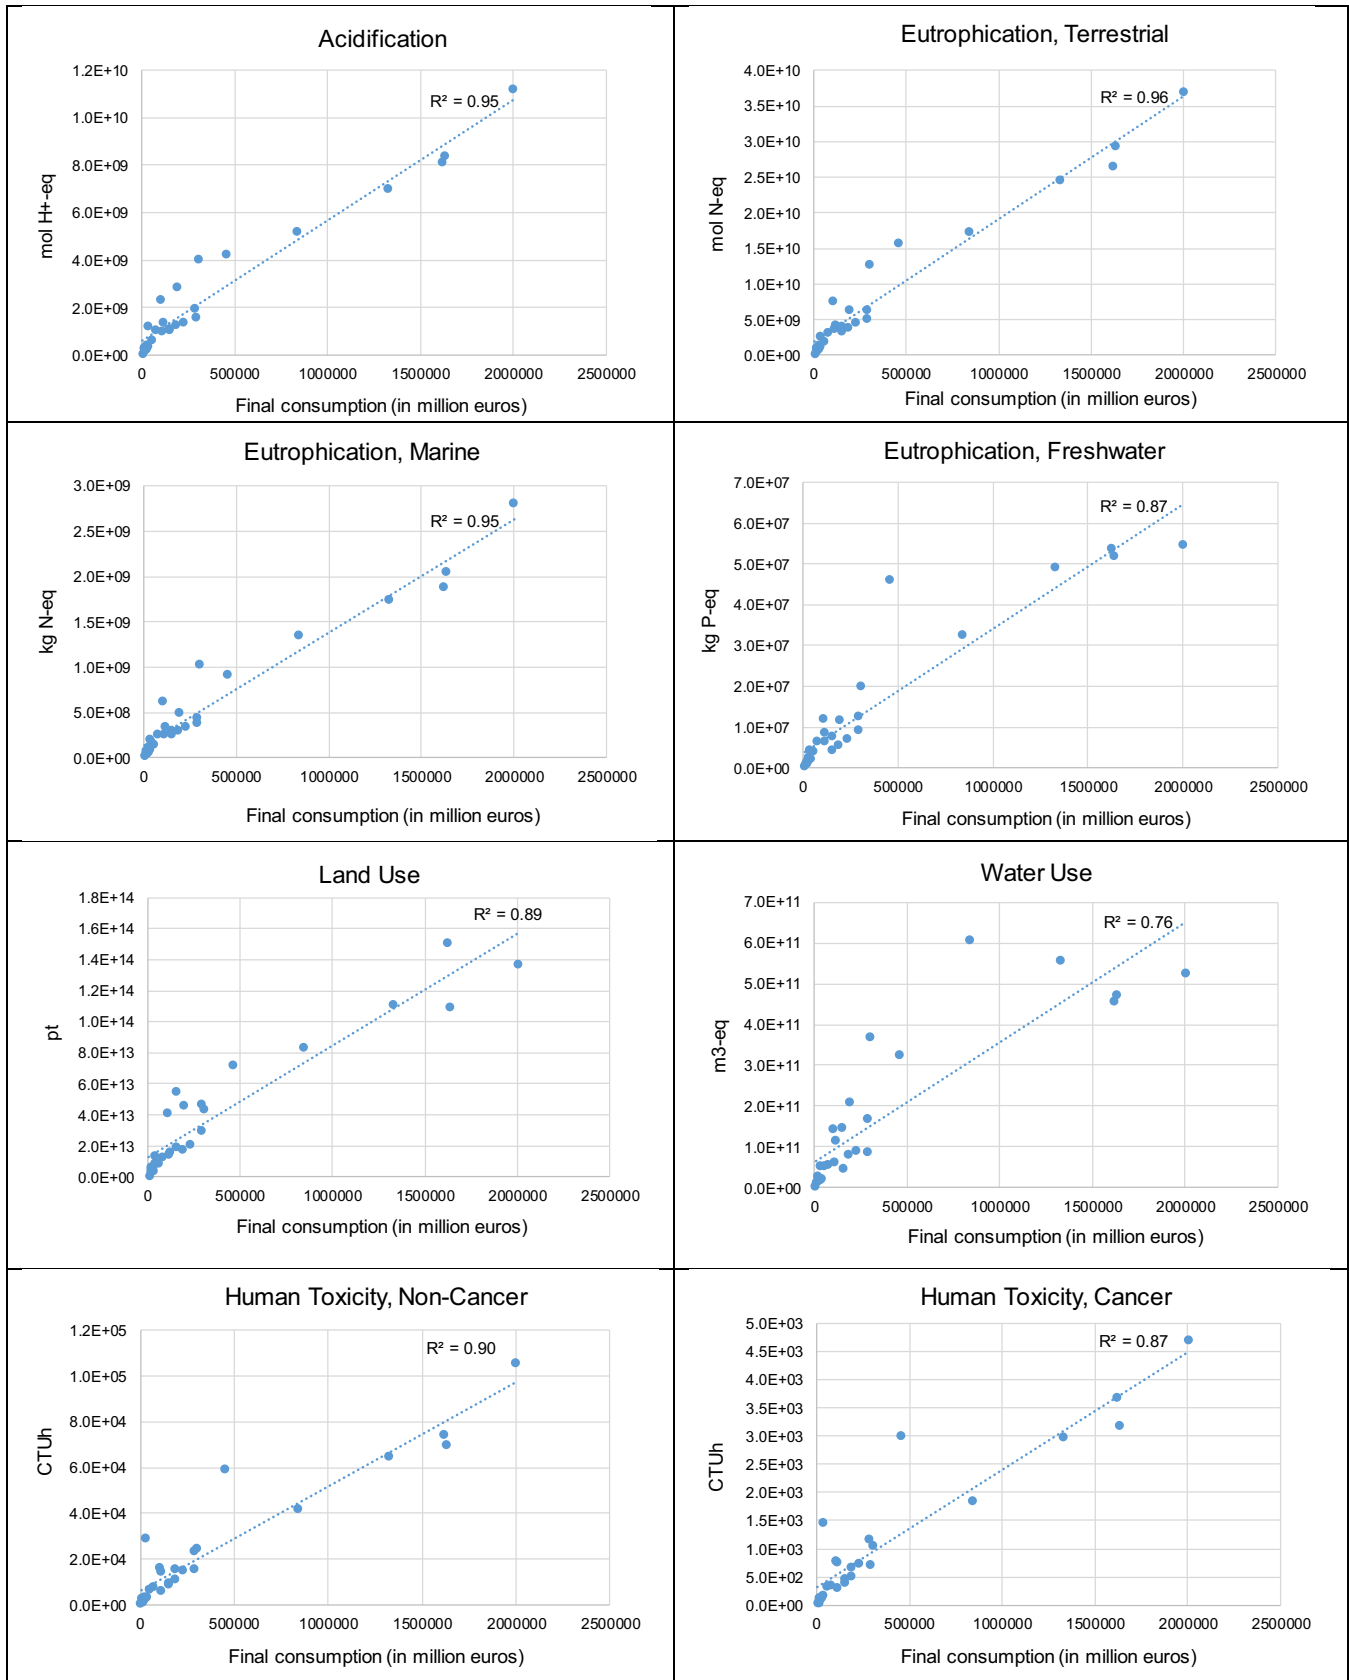 Acidification
1.2E+10
1.0E+10
8.0E+09
6.0E+09
4.0E+09
2.0E+09
0.0E+00
mol H+-eq
R² = 0.95
0 500000 1000000 1500000 2000000 2500000
Final consumption (in million euros)
Eutrophication, Terrestrial
4.0E+10
3.5E+10
3.0E+10
2.5E+10
2.0E+10
1.5E+10
1.0E+10
5.0E+09
0.0E+00
mol N-eq
R² = 0.96
0 500000 1000000 1500000 2000000 2500000
Final consumption (in million euros)
Eutrophication, Marine
3.0E+09
2.5E+09
2.0E+09
1.5E+09
1.0E+09
5.0E+08
0.0E+00
kg N-eq
R² = 0.95
0 500000 1000000 1500000 2000000 2500000
Final consumption (in million euros)
Eutrophication, Freshwater
7.0E+07
6.0E+07
5.0E+07
4.0E+07
3.0E+07
2.0E+07
1.0E+07
0.0E+00
kg P-eq
R² = 0.87
0 500000 1000000 1500000 2000000 2500000
Final consumption (in million euros)
Land Use
1.8E+14
1.6E+14
1.4E+14
1.2E+14
1.0E+14
8.0E+13
6.0E+13
4.0E+13
2.0E+13
0.0E+00
pt
R² = 0.89
0 500000 1000000 1500000 2000000 2500000
Final consumption (in million euros)
Water Use
7.0E+11
6.0E+11
5.0E+11
4.0E+11
3.0E+11
2.0E+11
1.0E+11
0.0E+00
m3-eq
R² = 0.76
0 500000 1000000 1500000 2000000 2500000
Final consumption (in million euros)
Human Toxicity, Non-Cancer
1.2E+05
1.0E+05
8.0E+04
6.0E+04
4.0E+04
2.0E+04
0.0E+00
CTUh
R² = 0.90
0 500000 1000000 1500000 2000000 2500000
Final consumption (in million euros)
Human Toxicity, Cancer
5.0E+03
4.5E+03
4.0E+03
3.5E+03
3.0E+03
2.5E+03
2.0E+03
1.5E+03
1.0E+03
5.0E+02
0.0E+00
CTUh
R² = 0.87
0 500000 1000000 1500000 2000000 2500000
Final consumption (in million euros)